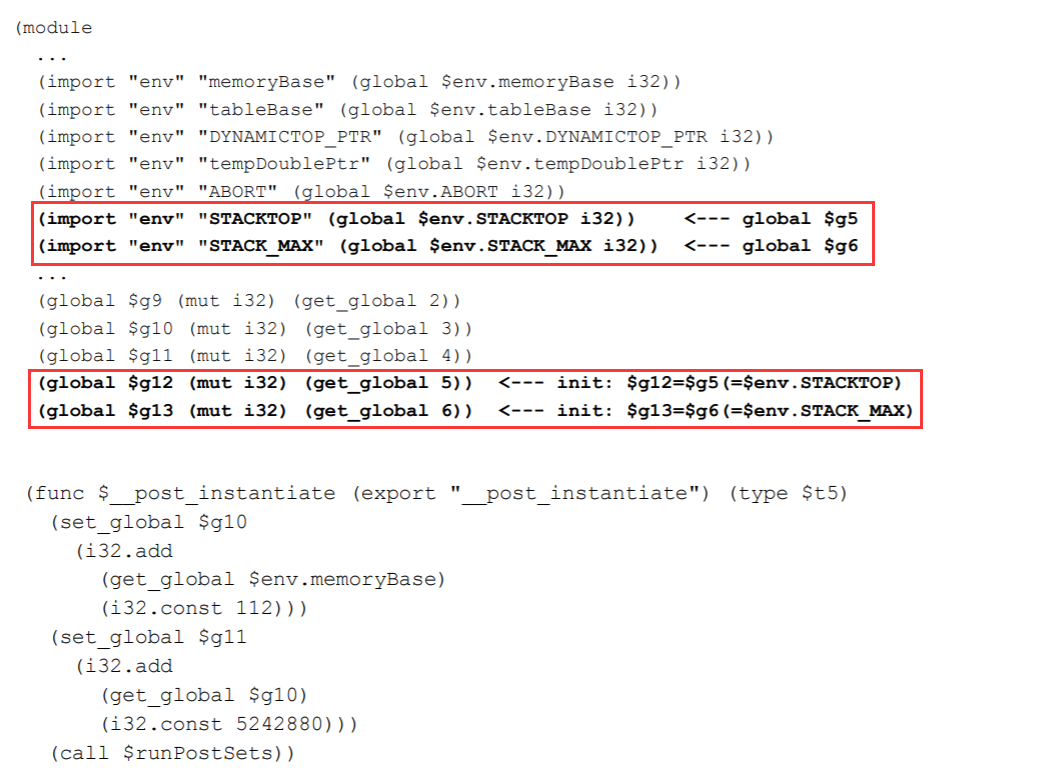 (module
...
(import "env" "memoryBase" (global $env.memoryBase i32))
(import "env" "tableBase" (global $env.tableBase i32))
(import "env" "DYNAMICTOP_PTR" (global $env.DYNAMICTOP_PTR i32))
(import "env" "tempDoublePtr" (global $env.tempDoublePtr i32))
(import "env" "ABORT" (global $env.ABORT i32))
(import "env" "STACKTOP" (global $env.STACKTOP i32)) <--- global $g5
(import "env" "STACK_MAX" (global $env.STACK_MAX i32)) <--- global $g6
...
(global $g9 (mut i32) (get_global 2))
(global $g10 (mut i32) (get_global 3))
(global $g11 (mut i32) (get_global 4))
(global $g12 (mut i32) (get_global 5)) <--- init: $g12=$g5(=$env.STACKTOP)
(global $g13 (mut i32) (get_global 6)) <--- init: $g13=$g6(=$env.STACK_MAX)
(func $__post_instantiate (export "__post_instantiate") (type $t5)
(set_global $g10
(i32.add
(get_global $env.memoryBase)
(i32.const 112)))
(set_global $g11
(i32.add
(get_global $g10)
(i32.const 5242880)))
(call $runPostSets))